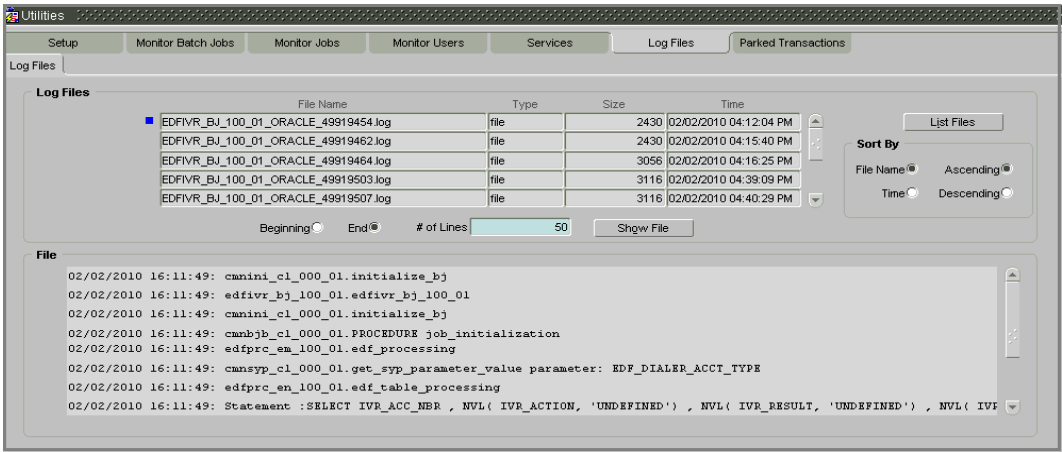 Utilities
Setup Monitor Batch Jobs Monitor Jobs Monitor Users Services Log Files Parked Transactions
Log Files
Log Files
File Name Type Size Time
EDFIVR_BJ_100_01_ORACLE_49919454.log file 2430 02/02/2010 04:12:04 PM
EDFIVR_BJ_100_01_ORACLE_49919462.log file 2430 02/02/2010 04:15:40 PM
EDFIVR_BJ_100_01_ORACLE_49919464.log file 3056 02/02/2010 04:16:25 PM
EDFIVR_BJ_100_01_ORACLE_49919503.log file 3116 02/02/2010 04:39:09 PM
EDFIVR_BJ_100_01_ORACLE_49919507.log file 3116 02/02/2010 04:40:29 PM
List Files
Sort By
File Name Ascending
Time Descending
Beginning End # of Lines 50 Show File
File
02/02/2010 16:11:49: cmnini_cl_000_01.initialize_bj
02/02/2010 16:11:49: edfivr_bj_100_01.edfivr_bj_100_01
02/02/2010 16:11:49: cmnini_cl_000_01.initialize_bj
02/02/2010 16:11:49: cmnbjb_cl_000_01.PROCEDURE job_initialization
02/02/2010 16:11:49: edfprc_em_100_01.edf_processing
02/02/2010 16:11:49: cmnsyp_cl_000_01.get_syp_parameter_value parameter: EDF_DIALER_ACCT_TYPE
02/02/2010 16:11:49: edfprc_en_100_01.edf_table_processing
02/02/2010 16:11:49: Statement :SELECT IVR_ACC_NBR , NVL( IVR_ACTION, 'UNDEFINED') , NVL( IVR_RESULT, 'UNDEFINED') , NVL(